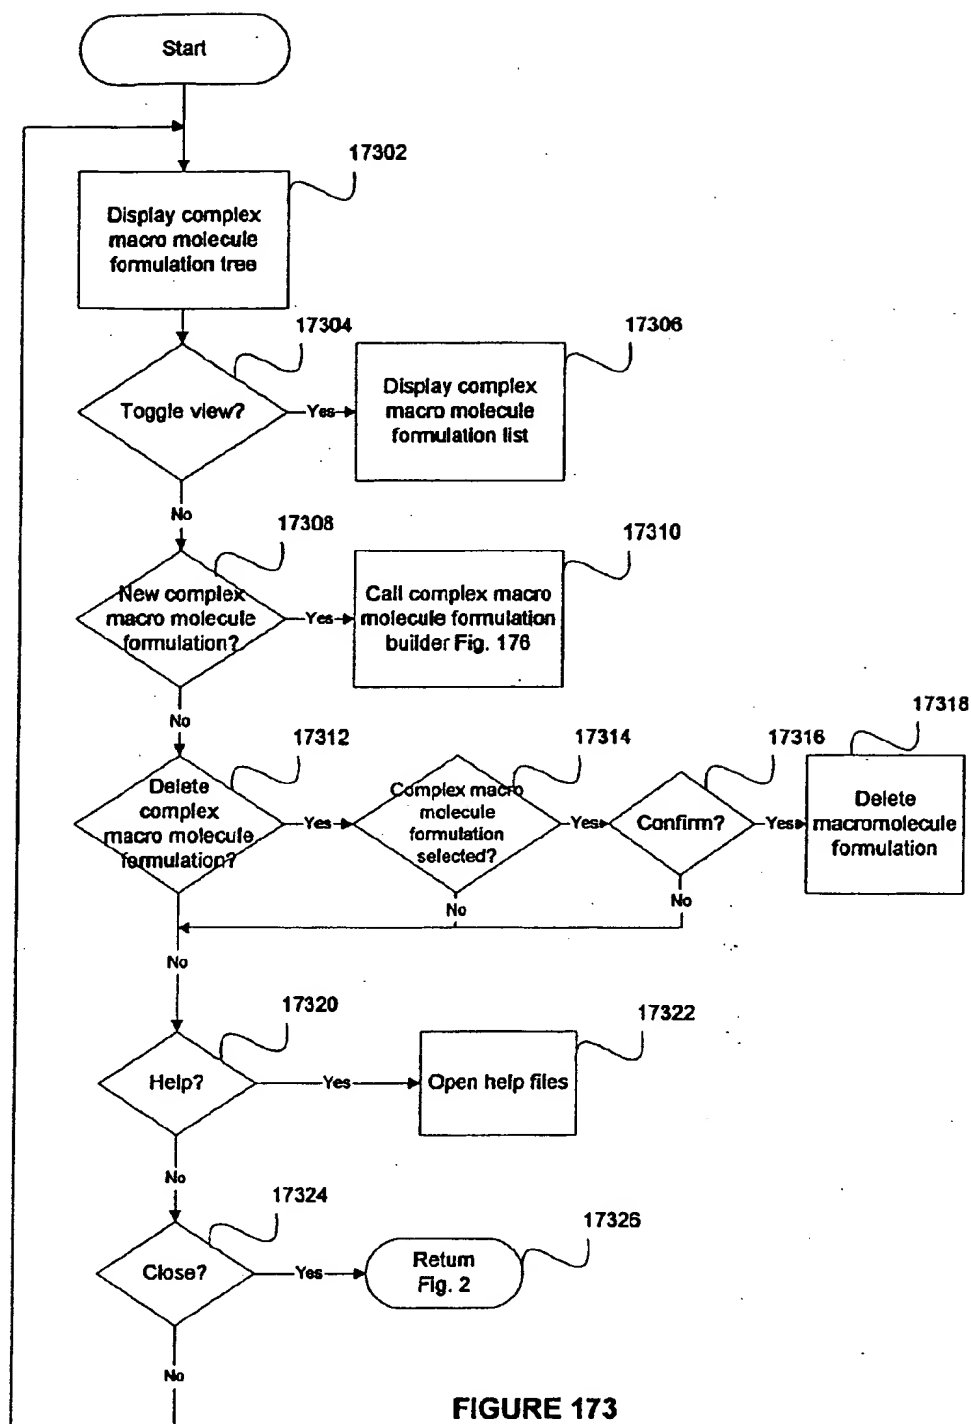 Start
17302
Display complex
macro molecule
formulation tree
17304
Toggle view?
Yes
17306
Display complex
macro molecule
formulation list
No
17308
New complex
macro molecule
formulation?
Yes
17310
Call complex macro
molecule formulation
builder Fig. 176
No
17312
Delete
complex
macro molecule
formulation?
Yes
17314
Complex macro
molecule
formulation
selected?
Yes
17316
Confirm?
Yes
17318
Delete
macromolecule
formulation
No
No
No
17320
Help?
Yes
17322
Open help files
No
17324
Close?
Yes
17326
Return
Fig. 2
No
FIGURE 173